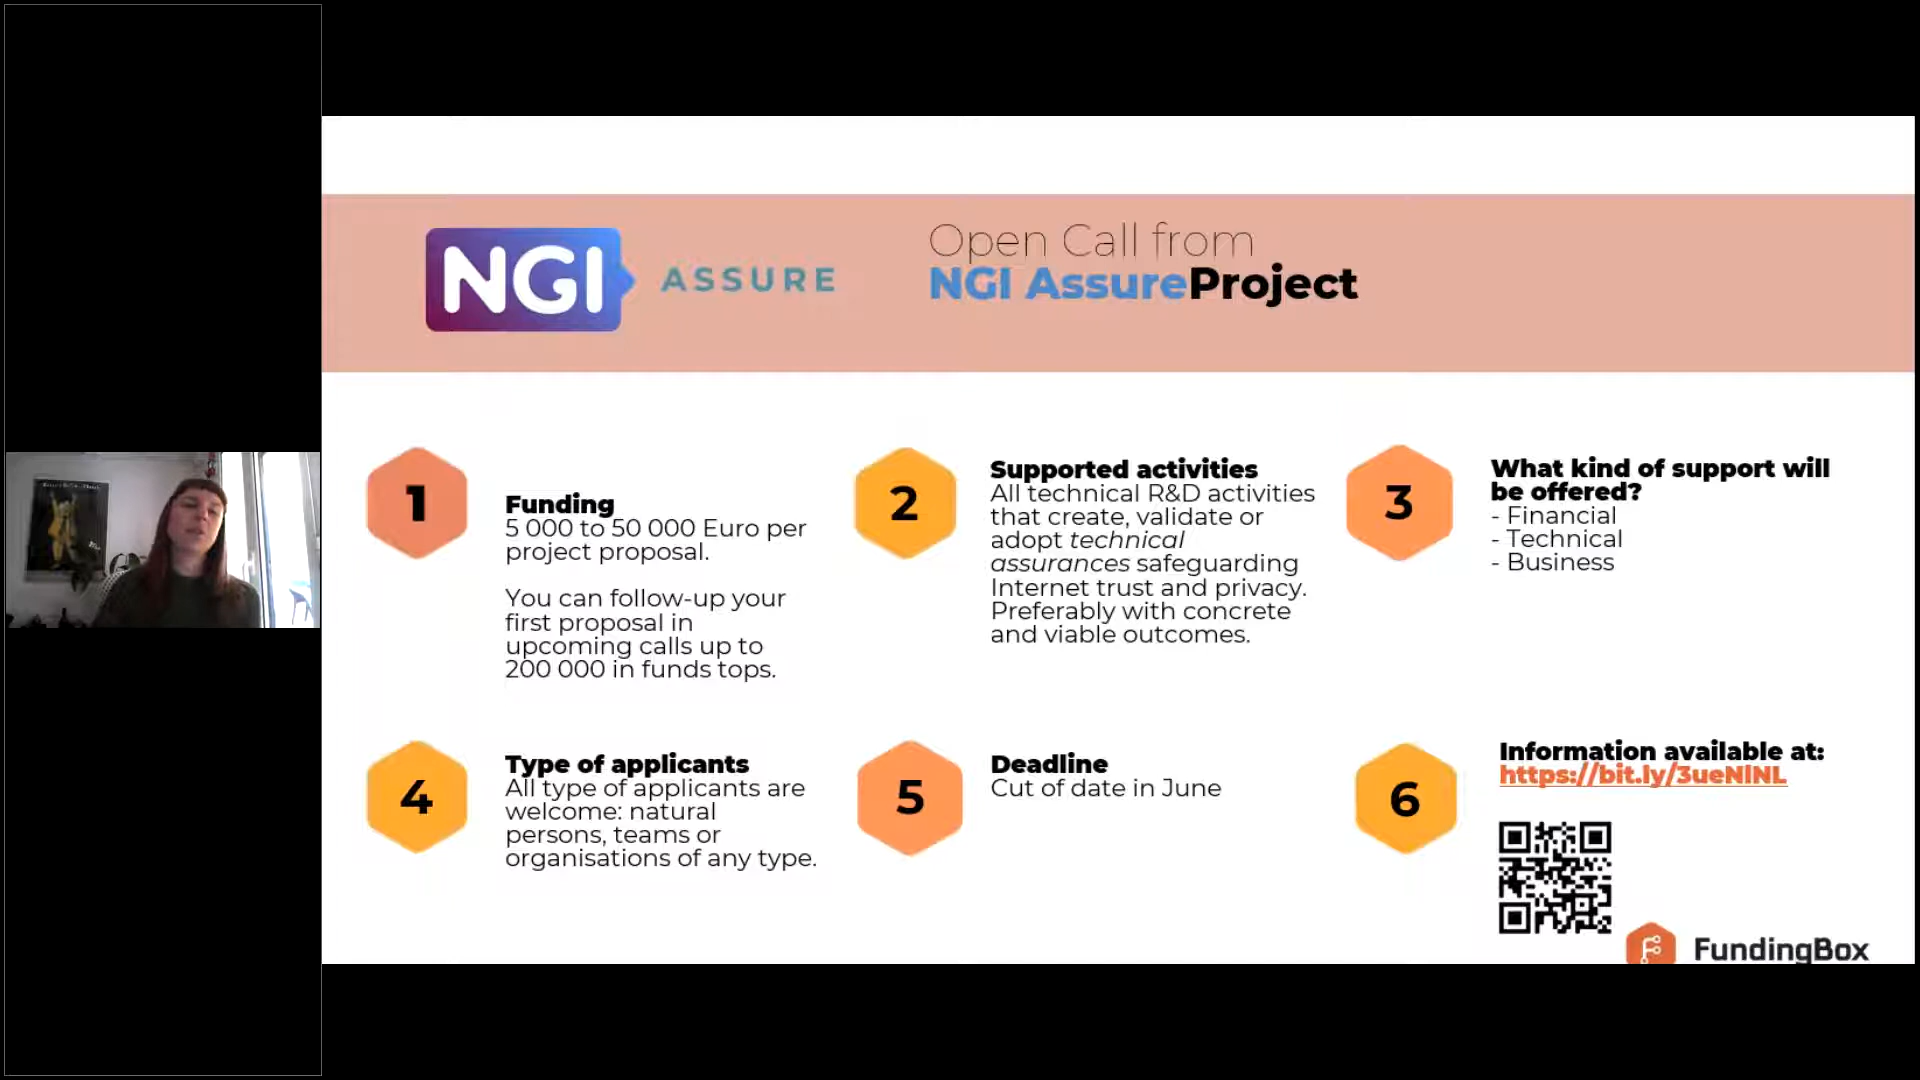 NGI ASSURE
Open Call from
NGI AssureProject
1
Funding
5 000 to 50 000 Euro per
project proposal.
You can follow-up your
first proposal in
upcoming calls up to
200 000 in funds tops.
2
Supported activities
All technical R&D activities
that create, validate or
adopt technical
assurances safeguarding
Internet trust and privacy.
Preferably with concrete
and viable outcomes.
3
What kind of support will
be offered?
- Financial
- Technical
- Business
4
Type of applicants
All type of applicants are
welcome: natural
persons, teams or
organisations of any type.
5
Deadline
Cut of date in June
6
Information available at:
https://bit.ly/3ueNlNL
FundingBox